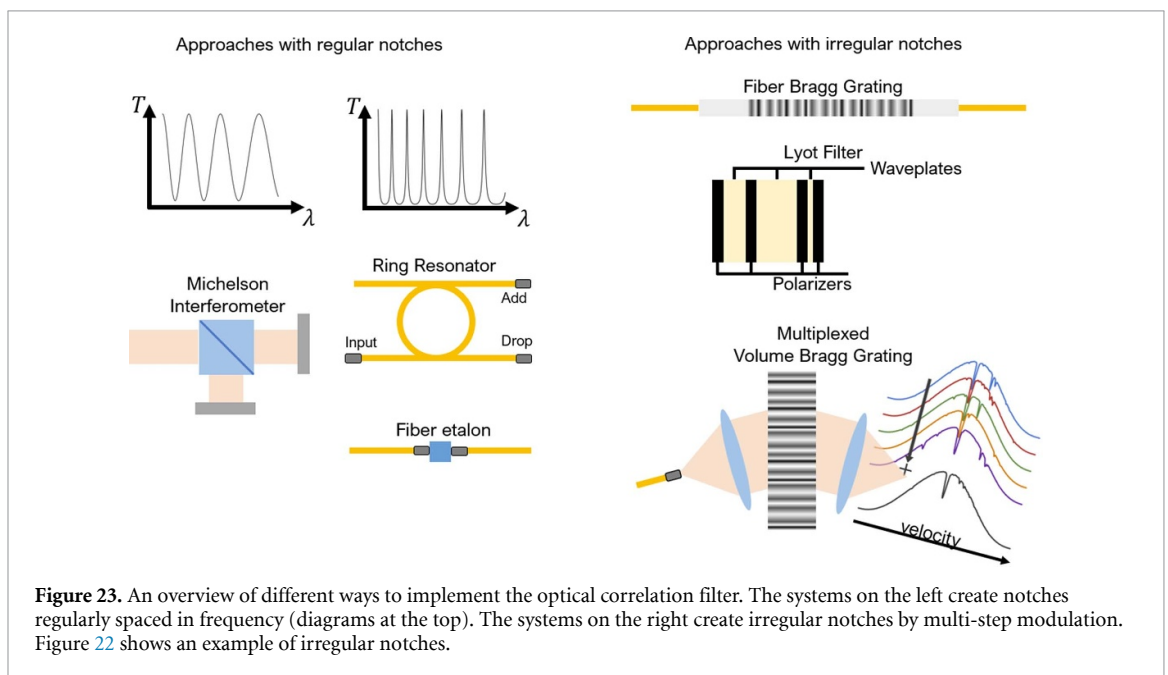 Approaches with regular notches
T
λ
T
λ
Michelson
Interferometer
Ring Resonator
Add
Input
Drop
Fiber etalon
Approaches with irregular notches
Fiber Bragg Grating
Lyot Filter
Waveplates
Polarizers
Multiplexed
Volume Bragg Grating
+
velocity
Figure 23. An overview of different ways to implement the optical correlation filter. The systems on the left create notches
regularly spaced in frequency (diagrams at the top). The systems on the right create irregular notches by multi-step modulation.
Figure 22 shows an example of irregular notches.